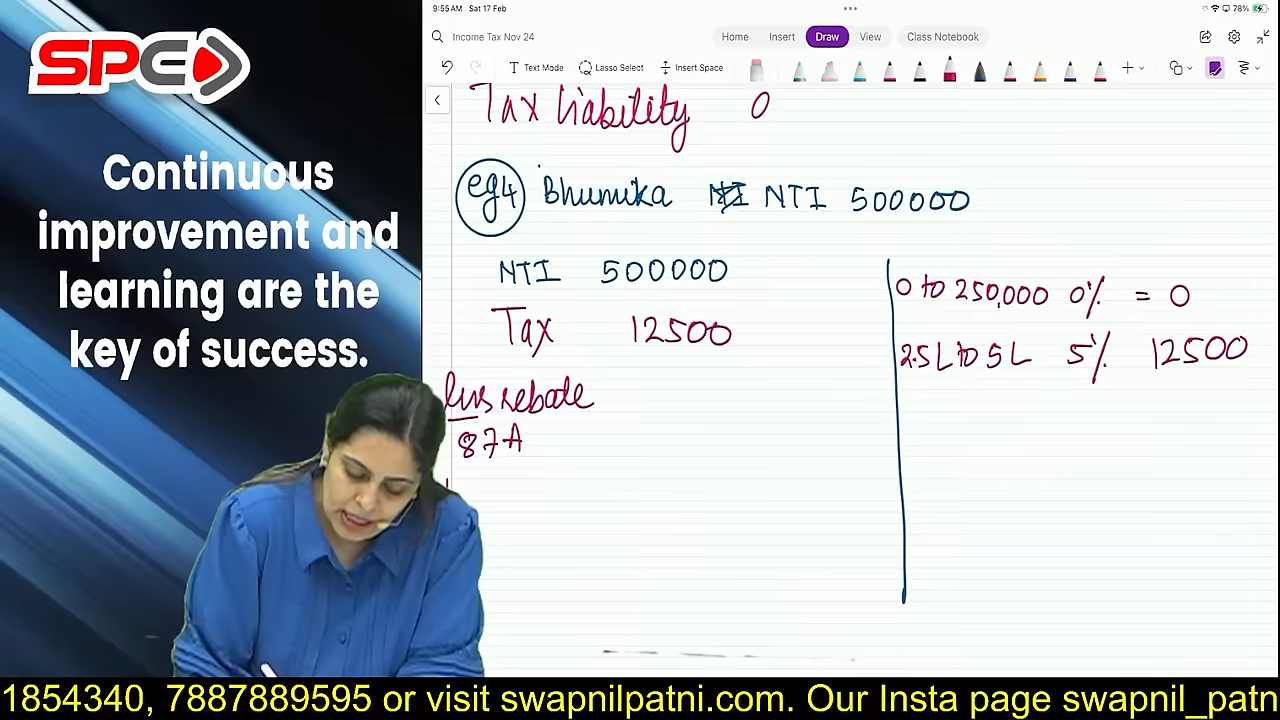 SPC
Continuous
improvement and
learning are the
key of success.
9:55 AM Sat 17 Feb
78%
Income Tax Nov 24
Home Insert Draw View Class Notebook
Text Mode Lasso Select Insert Space
Tax liability 0
eg4 Bhumika NTI 500000
NTI 500000
Tax 12500
less rebate
87A
0 to 250,000 0% = 0
2.5L to 5L 5% 12500
1854340, 7887889595 or visit swapnilpatni.com. Our Insta page swapnil_patn